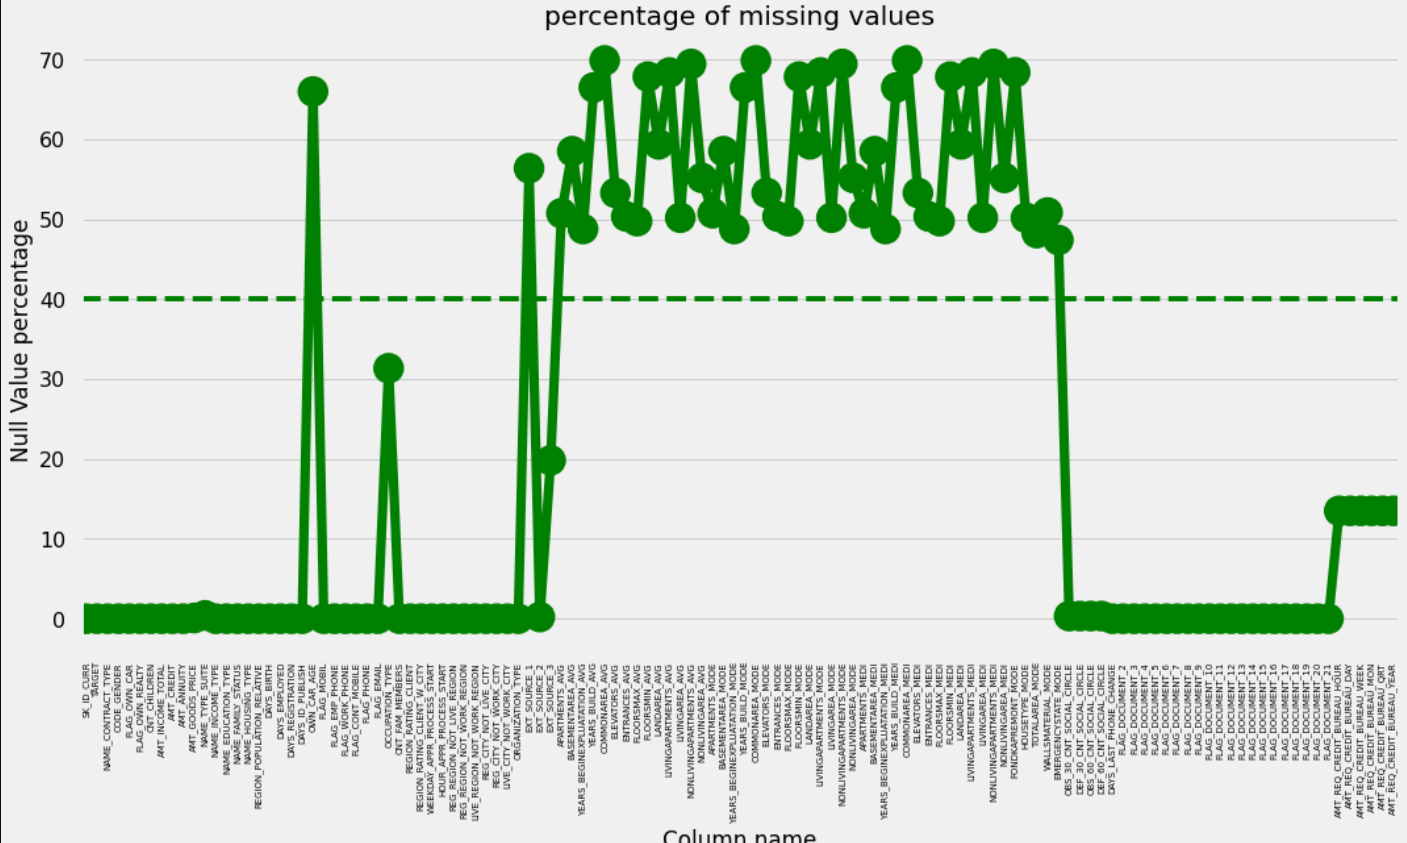 percentage of missing values
Null Value percentage
70
60
50
40
30
20
10
0
SK_ID_CURR
TARGET
NAME_CONTRACT_TYPE
CODE_GENDER
FLAG_OWN_CAR
FLAG_OWN_REALTY
CNT_CHILDREN
AMT_INCOME_TOTAL
AMT_CREDIT
AMT_ANNUITY
AMT_GOODS_PRICE
NAME_TYPE_SUITE
NAME_INCOME_TYPE
NAME_EDUCATION_TYPE
NAME_FAMILY_STATUS
NAME_HOUSING_TYPE
REGION_POPULATION_RELATIVE
DAYS_BIRTH
DAYS_EMPLOYED
DAYS_REGISTRATION
DAYS_ID_PUBLISH
OWN_CAR_AGE
FLAG_MOBIL
FLAG_EMP_PHONE
FLAG_WORK_PHONE
FLAG_CONT_MOBILE
FLAG_PHONE
FLAG_EMAIL
OCCUPATION_TYPE
CNT_FAM_MEMBERS
REGION_RATING_CLIENT
REGION_RATING_CLIENT_W_CITY
WEEKDAY_APPR_PROCESS_START
HOUR_APPR_PROCESS_START
REG_REGION_NOT_LIVE_REGION
REG_REGION_NOT_WORK_REGION
LIVE_REGION_NOT_WORK_REGION
REG_CITY_NOT_LIVE_CITY
REG_CITY_NOT_WORK_CITY
LIVE_CITY_NOT_WORK_CITY
ORGANIZATION_TYPE
EXT_SOURCE_1
EXT_SOURCE_2
EXT_SOURCE_3
APARTMENTS_AVG
BASEMENTAREA_AVG
YEARS_BEGINEXPLUATATION_AVG
YEARS_BUILD_AVG
COMMONAREA_AVG
ELEVATORS_AVG
ENTRANCES_AVG
FLOORSMAX_AVG
FLOORSMIN_AVG
LANDAREA_AVG
LIVINGAPARTMENTS_AVG
LIVINGAREA_AVG
NONLIVINGAPARTMENTS_AVG
NONLIVINGAREA_AVG
APARTMENTS_MODE
BASEMENTAREA_MODE
YEARS_BEGINEXPLUATATION_MODE
YEARS_BUILD_MODE
COMMONAREA_MODE
ELEVATORS_MODE
ENTRANCES_MODE
FLOORSMAX_MODE
FLOORSMIN_MODE
LANDAREA_MODE
LIVINGAPARTMENTS_MODE
LIVINGAREA_MODE
NONLIVINGAPARTMENTS_MODE
NONLIVINGAREA_MODE
APARTMENTS_MEDI
BASEMENTAREA_MEDI
YEARS_BEGINEXPLUATATION_MEDI
YEARS_BUILD_MEDI
COMMONAREA_MEDI
ELEVATORS_MEDI
ENTRANCES_MEDI
FLOORSMAX_MEDI
FLOORSMIN_MEDI
LANDAREA_MEDI
LIVINGAPARTMENTS_MEDI
LIVINGAREA_MEDI
NONLIVINGAPARTMENTS_MEDI
NONLIVINGAREA_MEDI
FONDKAPREMONT_MODE
HOUSETYPE_MODE
TOTALAREA_MODE
WALLSMATERIAL_MODE
EMERGENCYSTATE_MODE
OBS_30_CNT_SOCIAL_CIRCLE
DEF_30_CNT_SOCIAL_CIRCLE
OBS_60_CNT_SOCIAL_CIRCLE
DEF_60_CNT_SOCIAL_CIRCLE
DAYS_LAST_PHONE_CHANGE
FLAG_DOCUMENT_2
FLAG_DOCUMENT_3
FLAG_DOCUMENT_4
FLAG_DOCUMENT_5
FLAG_DOCUMENT_6
FLAG_DOCUMENT_7
FLAG_DOCUMENT_8
FLAG_DOCUMENT_9
FLAG_DOCUMENT_10
FLAG_DOCUMENT_11
FLAG_DOCUMENT_12
FLAG_DOCUMENT_13
FLAG_DOCUMENT_14
FLAG_DOCUMENT_15
FLAG_DOCUMENT_16
FLAG_DOCUMENT_17
FLAG_DOCUMENT_18
FLAG_DOCUMENT_19
FLAG_DOCUMENT_20
FLAG_DOCUMENT_21
AMT_REQ_CREDIT_BUREAU_HOUR
AMT_REQ_CREDIT_BUREAU_DAY
AMT_REQ_CREDIT_BUREAU_WEEK
AMT_REQ_CREDIT_BUREAU_MON
AMT_REQ_CREDIT_BUREAU_QRT
AMT_REQ_CREDIT_BUREAU_YEAR
Column name